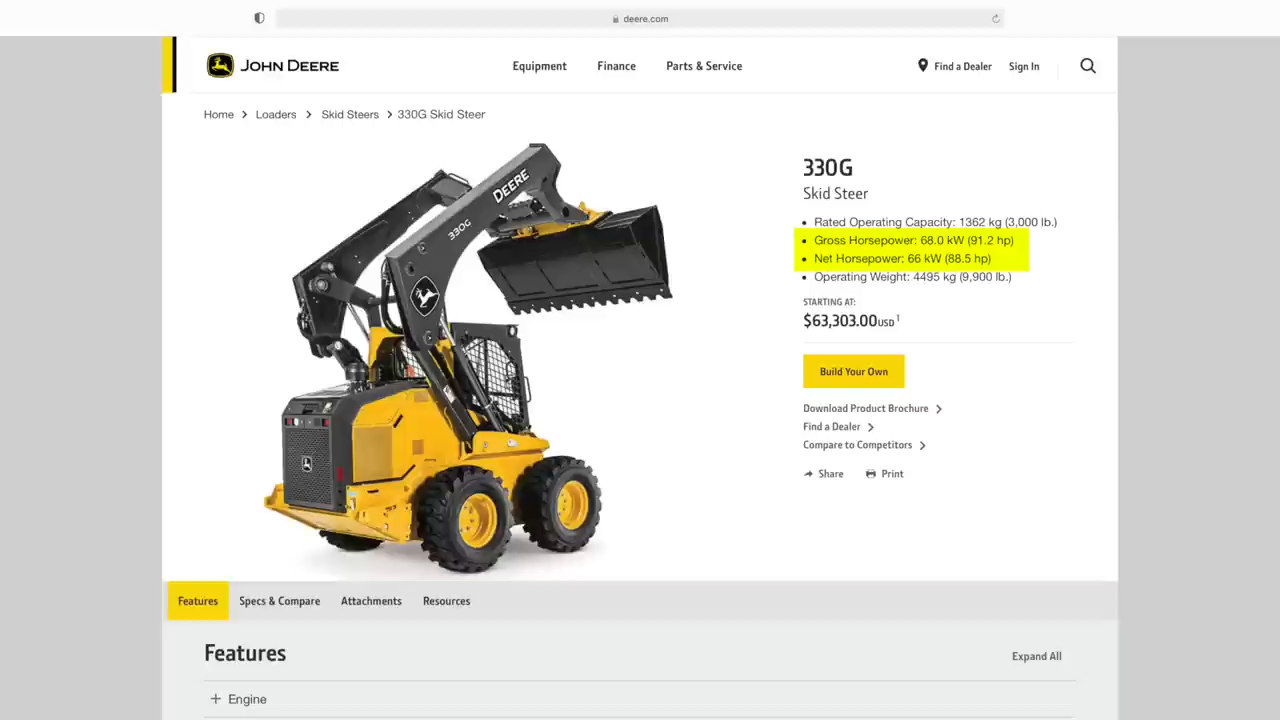 deere.com
JOHN DEERE
Equipment
Finance
Parts & Service
Find a Dealer
Sign In
Home
Loaders
Skid Steers
330G Skid Steer
DEERE
330G
330G
Skid Steer
• Rated Operating Capacity: 1362 kg (3,000 lb.)
• Gross Horsepower: 68.0 kW (91.2 hp)
• Net Horsepower: 66 kW (88.5 hp)
• Operating Weight: 4495 kg (9,900 lb.)
STARTING AT:
$63,303.00USD 1
Build Your Own
Download Product Brochure
Find a Dealer
Compare to Competitors
Share
Print
Features
Specs & Compare
Attachments
Resources
Features
Expand All
+ Engine